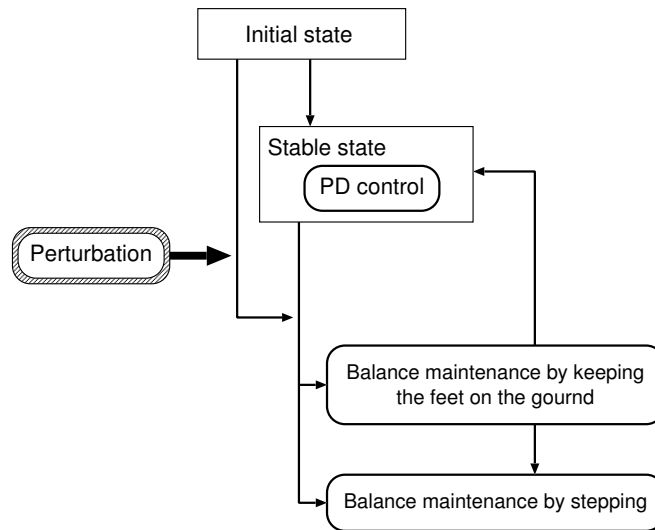 Initial state
Stable state
PD control
Perturbation
Balance maintenance by keeping
the feet on the gournd
Balance maintenance by stepping